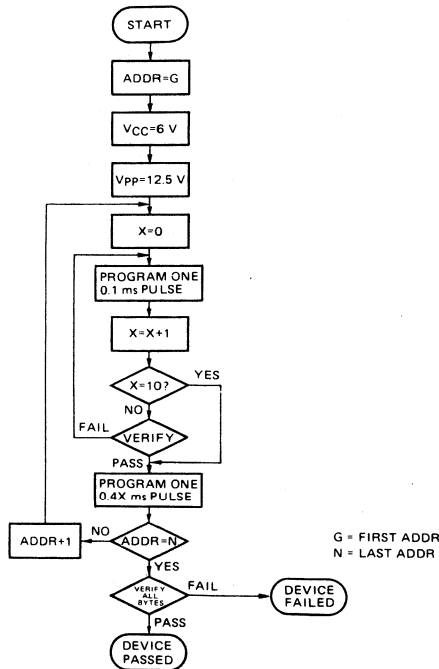 START
ADDR=G
VCC=6 V
VPP=12.5 V
X=0
PROGRAM ONE
0.1 ms PULSE
X=X+1
X=10?
YES
NO
FAIL
VERIFY
PASS
PROGRAM ONE
0.4X ms PULSE
ADDR+1
NO
ADDR=N
G = FIRST ADDR
N = LAST ADDR
YES
VERIFY
ALL
BYTES
FAIL
DEVICE
FAILED
PASS
DEVICE
PASSED